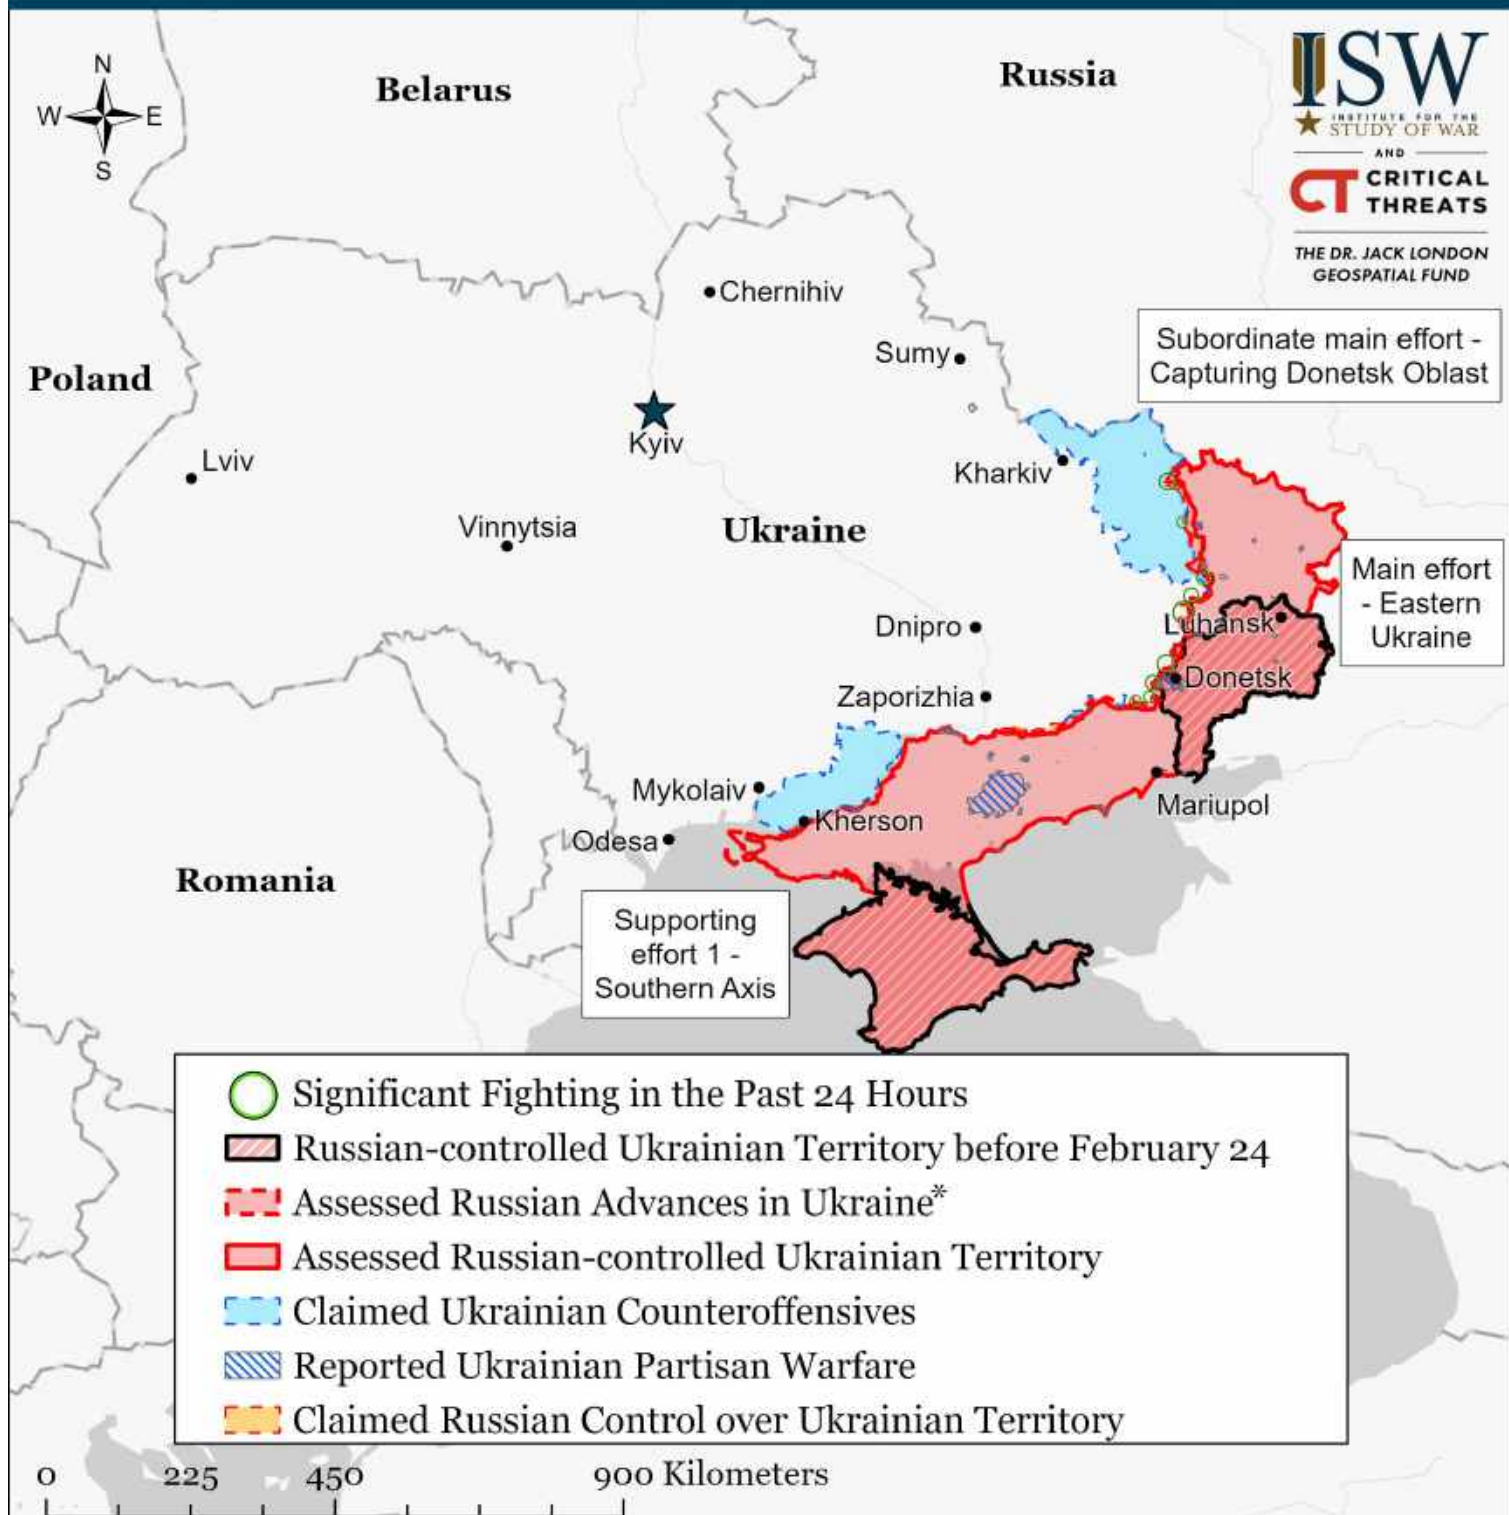 N
W
E
S
Belarus
Russia
ISW
INSTITUTE FOR THE
STUDY OF WAR
AND
CT CRITICAL
THREATS
THE DR. JACK LONDON
GEOSPATIAL FUND
Chernihiv
Subordinate main effort -
Capturing Donetsk Oblast
Sumy
Poland
Kyiv
Lviv
Kharkiv
Vinnytsia
Ukraine
Main effort
- Eastern
Ukraine
Dnipro
Luhansk
Donetsk
Zaporizhia
Mykolaiv
Mariupol
Kherson
Odesa
Romania
Supporting
effort 1 -
Southern Axis
Significant Fighting in the Past 24 Hours
Russian-controlled Ukrainian Territory before February 24
Assessed Russian Advances in Ukraine*
Assessed Russian-controlled Ukrainian Territory
Claimed Ukrainian Counteroffensives
Reported Ukrainian Partisan Warfare
Claimed Russian Control over Ukrainian Territory
0 225 450 900 Kilometers